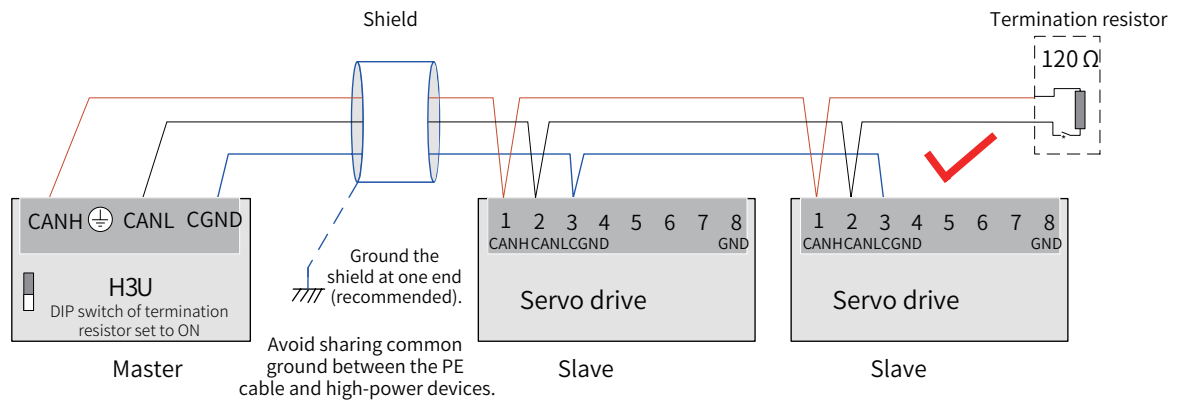 Shield
Termination resistor
120 Ω
CANH CANL CGND
H3U
DIP switch of termination
resistor set to ON
Master
Ground the
shield at one end
(recommended).
Avoid sharing common
ground between the PE
cable and high-power devices.
1 2 3 4 5 6 7 8
CANH CANL CGND GND
Servo drive
Slave
1 2 3 4 5 6 7 8
CANH CANL CGND GND
Servo drive
Slave